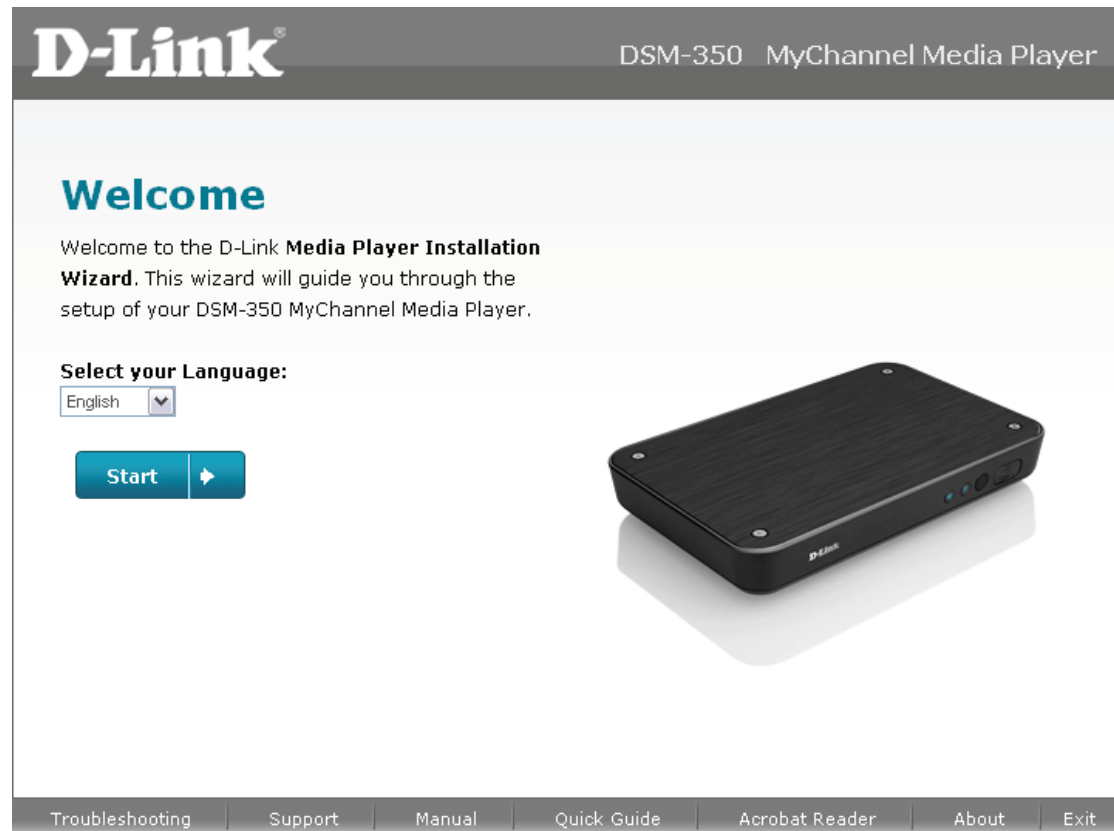 D-Link®
DSM-350 MyChannel Media Player
Welcome
Welcome to the D-Link Media Player Installation
Wizard. This wizard will guide you through the
setup of your DSM-350 MyChannel Media Player.
Select your Language:
English
Start
D-Link
Troubleshooting Support Manual Quick Guide Acrobat Reader About Exit